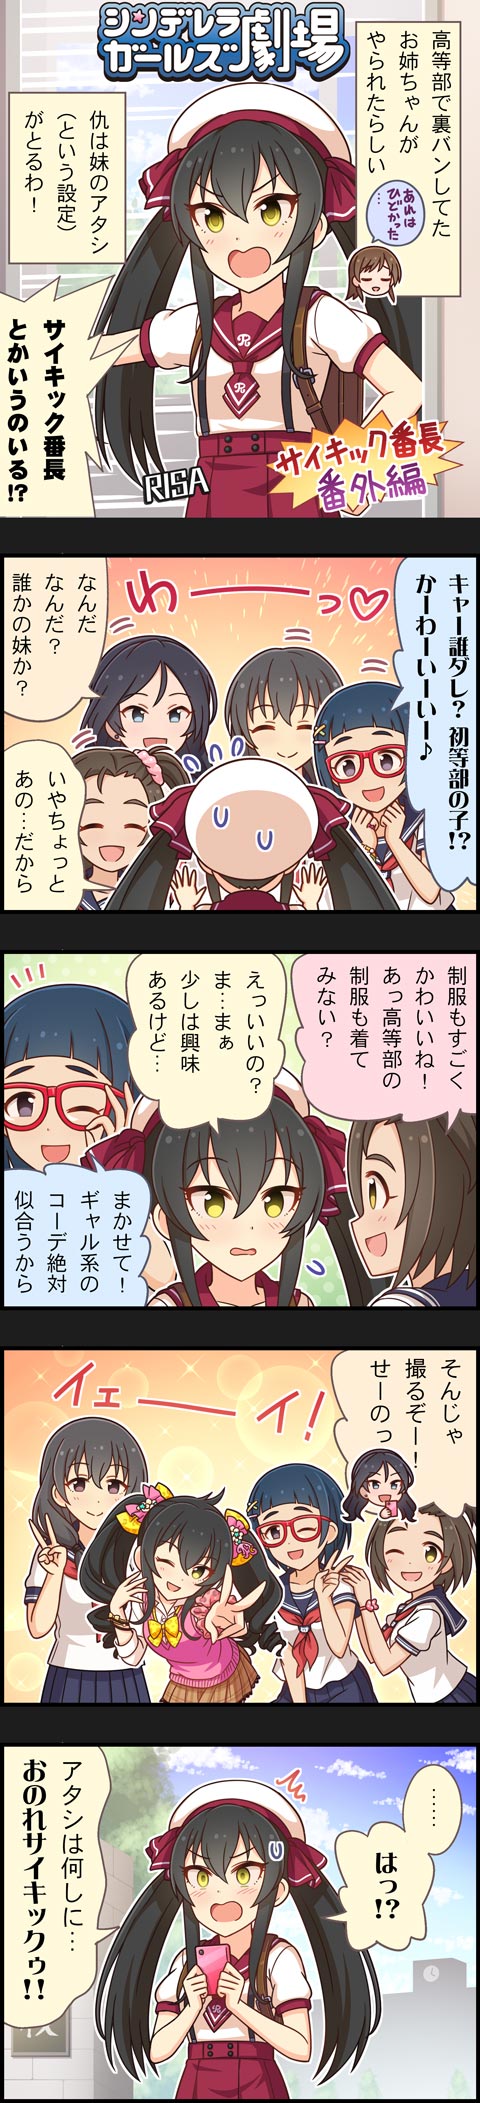 シンデレラ
ガールズ劇場
高等部で裏バンしてた
お姉ちゃんが
やられたらしい
あれは
ひどかった
…
仇は妹のアタシ
（という設定）
がとるわ！
サイキック番長
とかいうのいる!?
RISA
サイキック番長
番外編
キャー誰ダレ？初等部の子!?
かーわーいーいー♪
わーっ♡
なんだ
なんだ？
誰かの妹か？
いやちょっと
あの…だから
制服もすごく
かわいいね！
あっ高等部の
制服も着て
みない？
えっいいの？
ま…まぁ
少しは興味
あるけど…
まかせて！
ギャル系の
コーデ絶対
似合うから
そんじゃ
撮るぞー！
せーのっ
イェーイ！
……
はっ!?
アタシは何しに…
おのれサイキックゥ!!
校